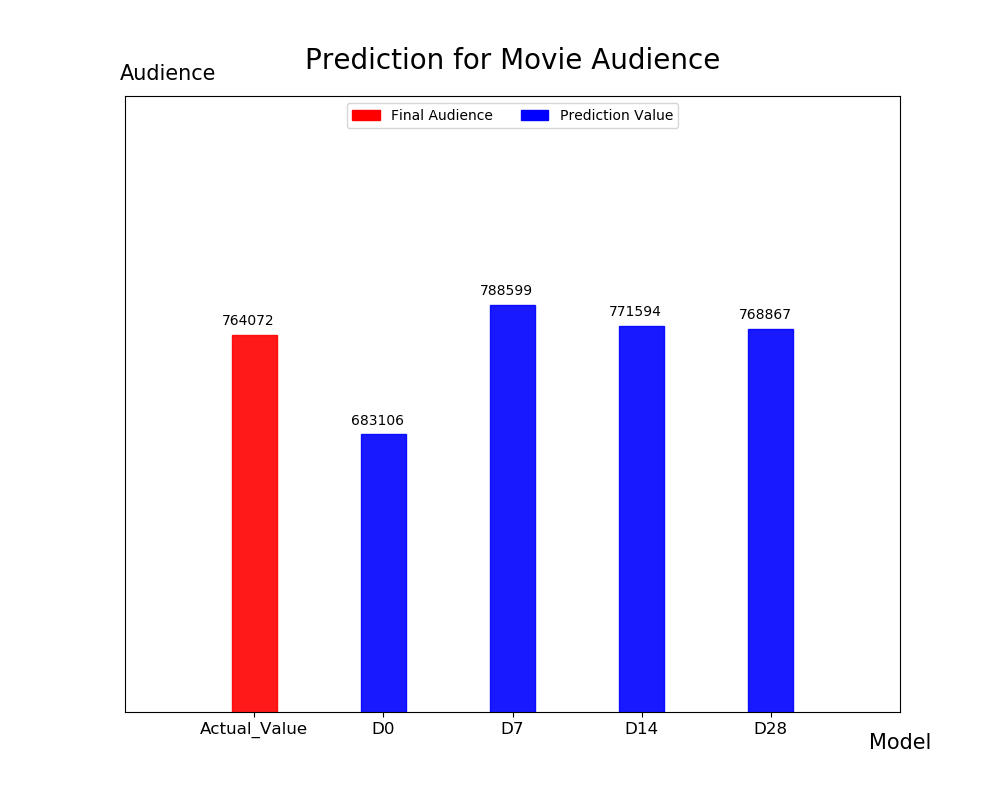 Prediction for Movie Audience
Audience
Final Audience
Prediction Value
788599
771594
768867
764072
683106
Actual_Value
D0
D7
D14
D28
Model